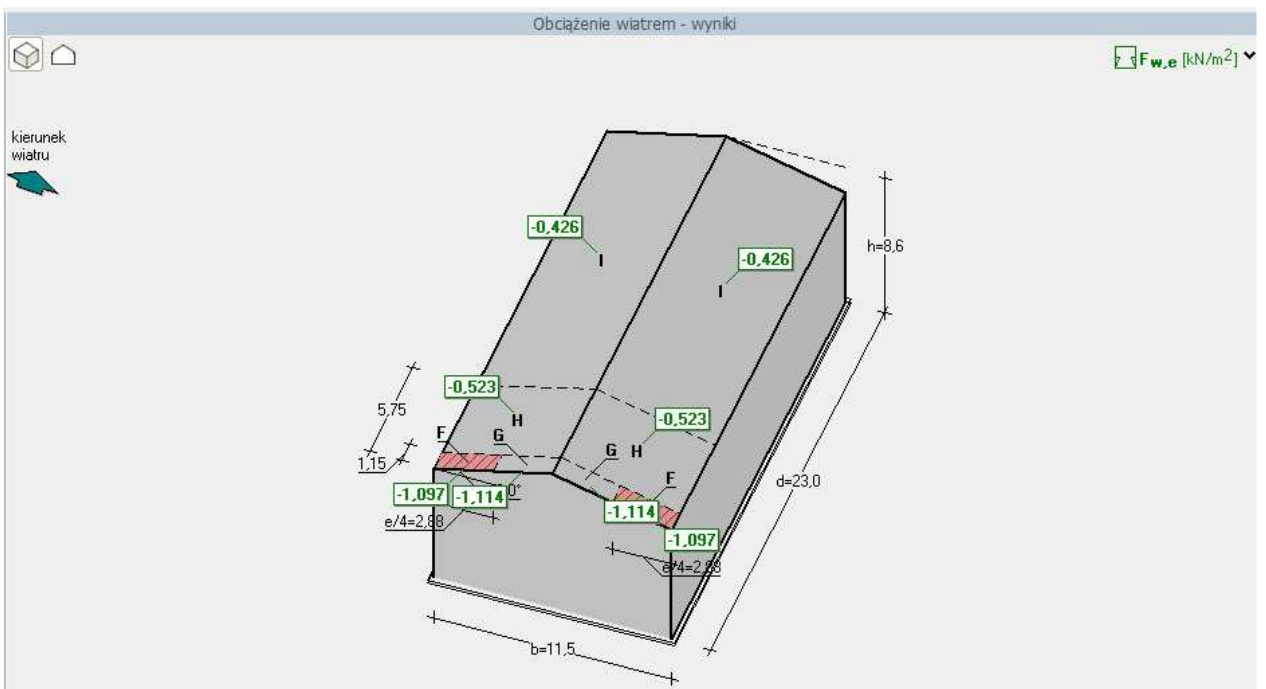 Obciążenie wiatrem - wyniki
Fw,e [kN/m2]
kierunek
wiatru
-0,426
I
-0,426
I
h=8,6
-0,523
H
-0,523
H
5,75
1,15
F
G
G
F
d=23,0
-1,097
-1,114
0°
-1,114
-1,097
e/4=2,88
e/4=2,88
b=11,5